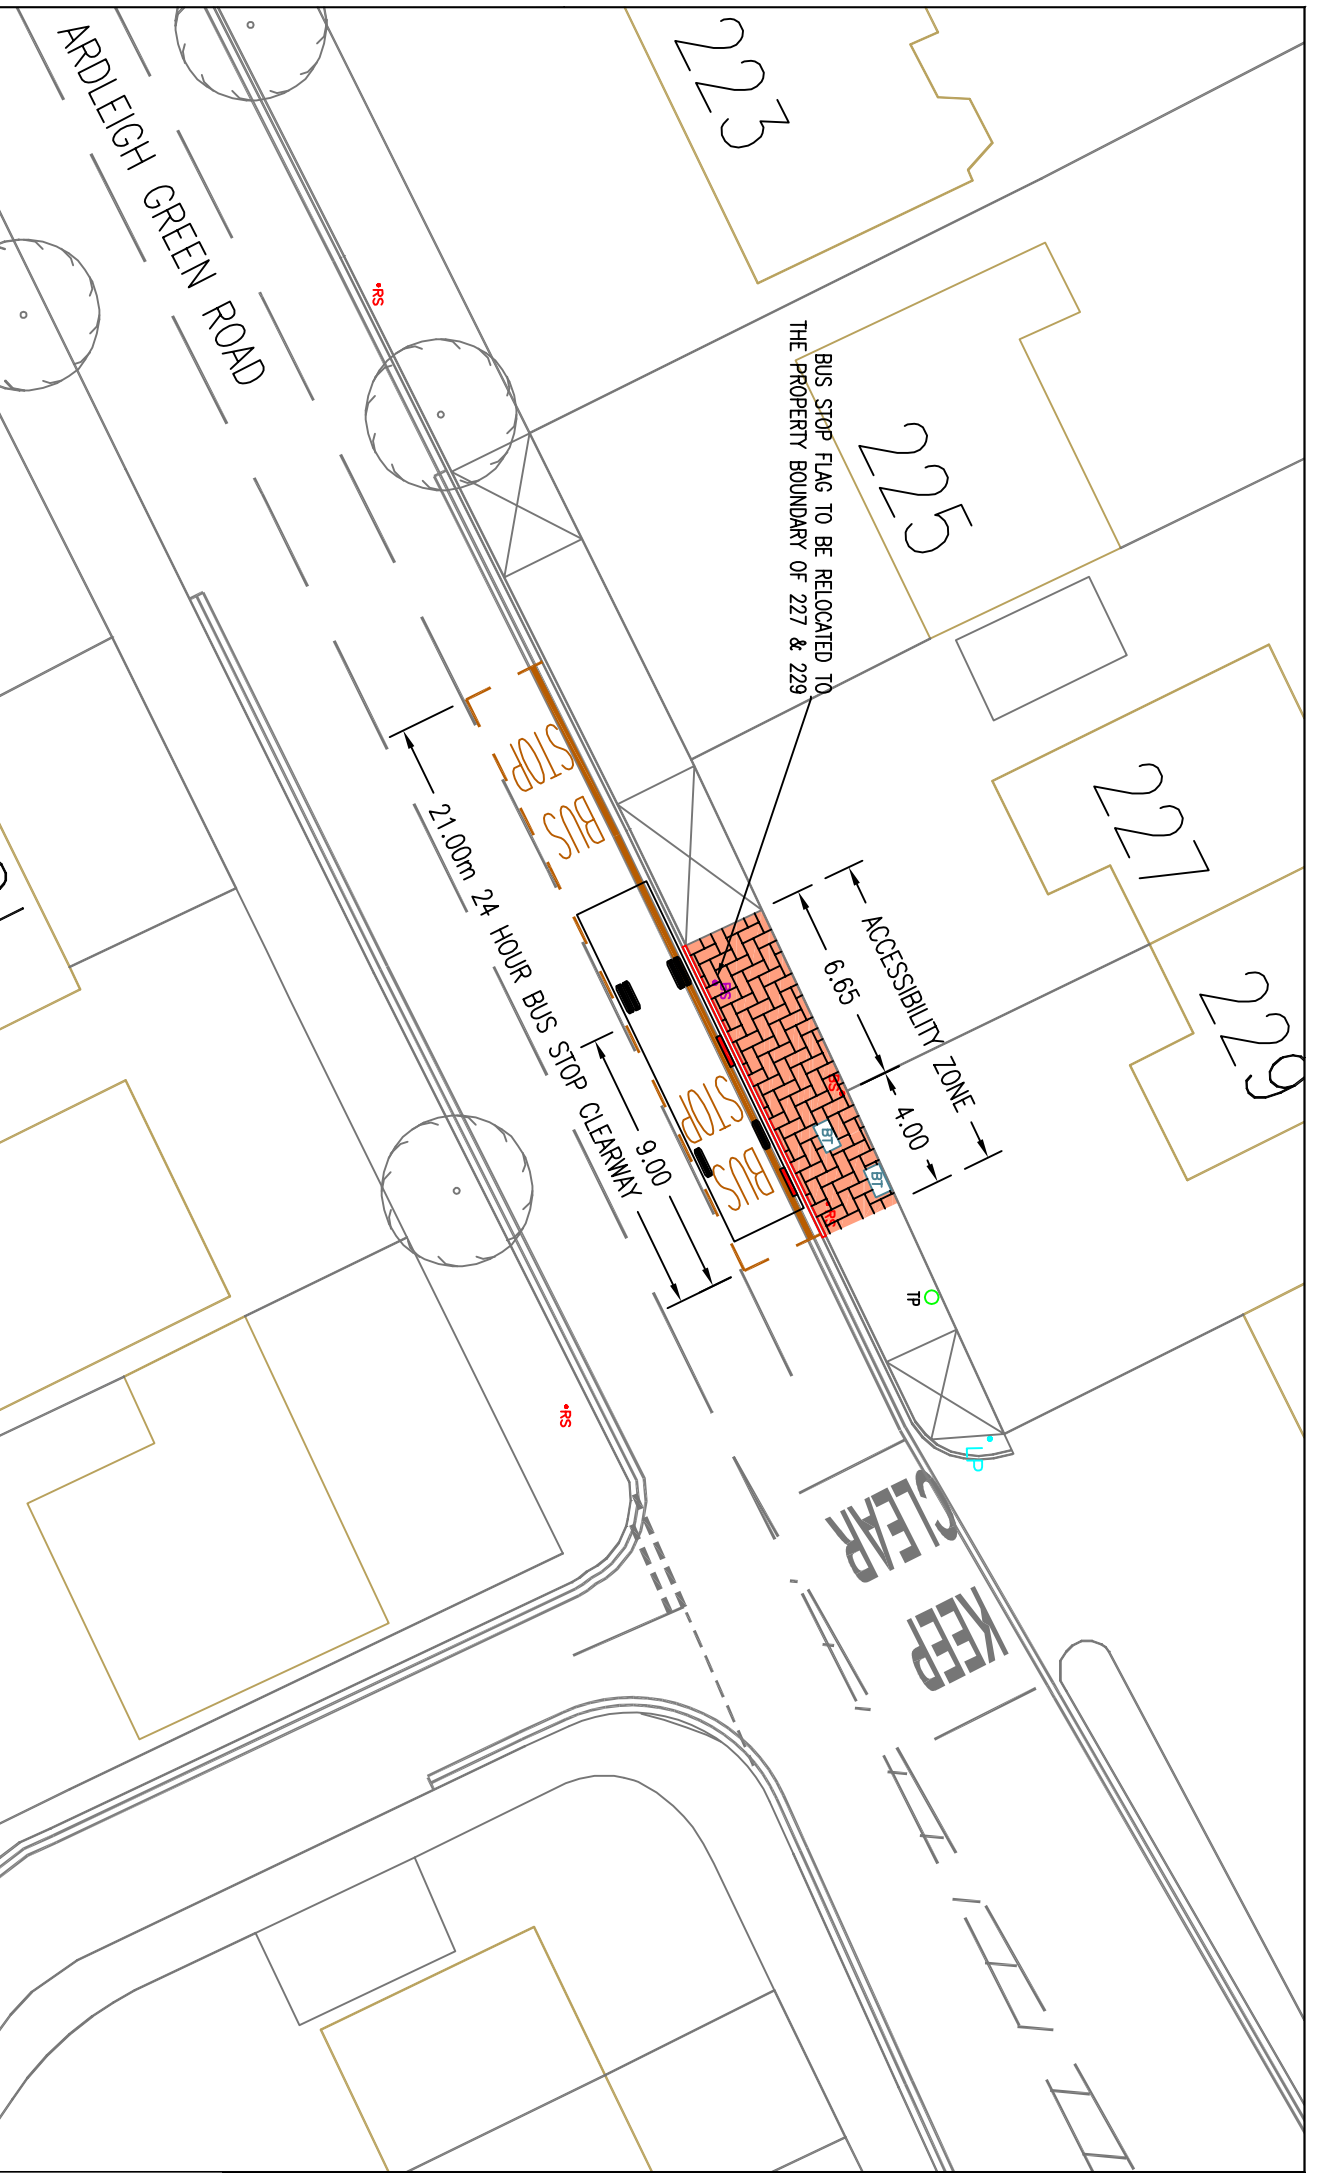 ARDLEIGH GREEN ROAD
223
225
227
229
BUS STOP FLAG TO BE RELOCATED TO
THE PROPERTY BOUNDARY OF 227 & 229
ACCESSIBILITY ZONE
6.65
4.00
21.00m 24 HOUR BUS STOP CLEARWAY
9.00
BUS
STOP
BUS
STOP
RS
BS
RS
BT
BT
RS
TP
LP
RS
KEEP
CLEAR